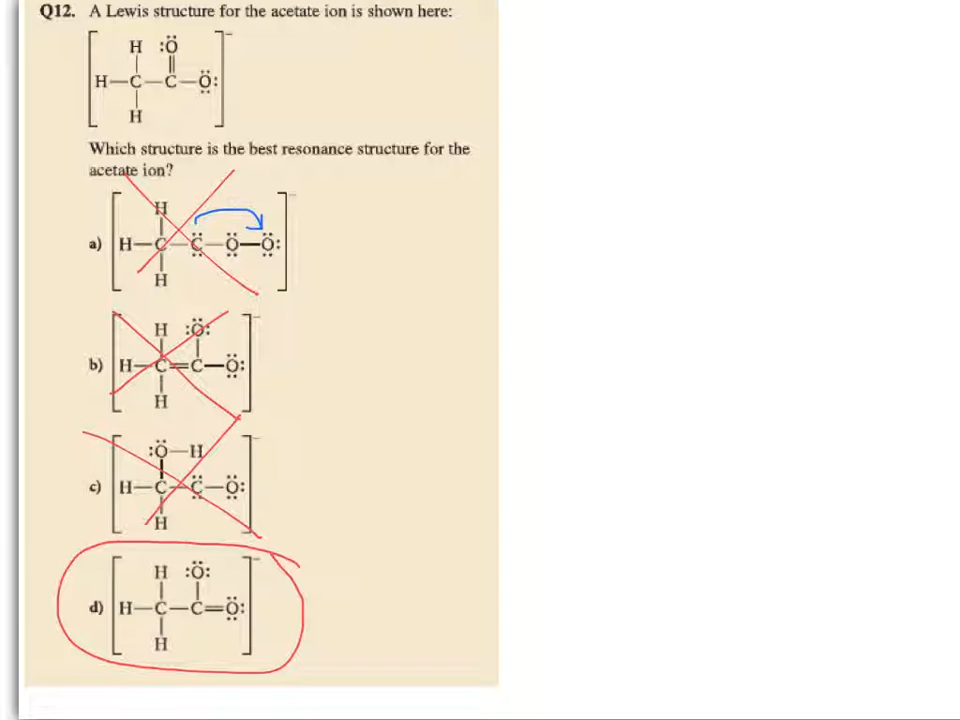 Q12. A Lewis structure for the acetate ion is shown here:
H :Ö
H—C—C—Ö:
H
Which structure is the best resonance structure for the
acetate ion?
H
a) H—C—C—O—O:
H
H :Ö:
b) H—C=C—Ö:
H
:Ö—H
c) H—C—C—Ö:
H
H :Ö:
d) H—C—C=Ö:
H